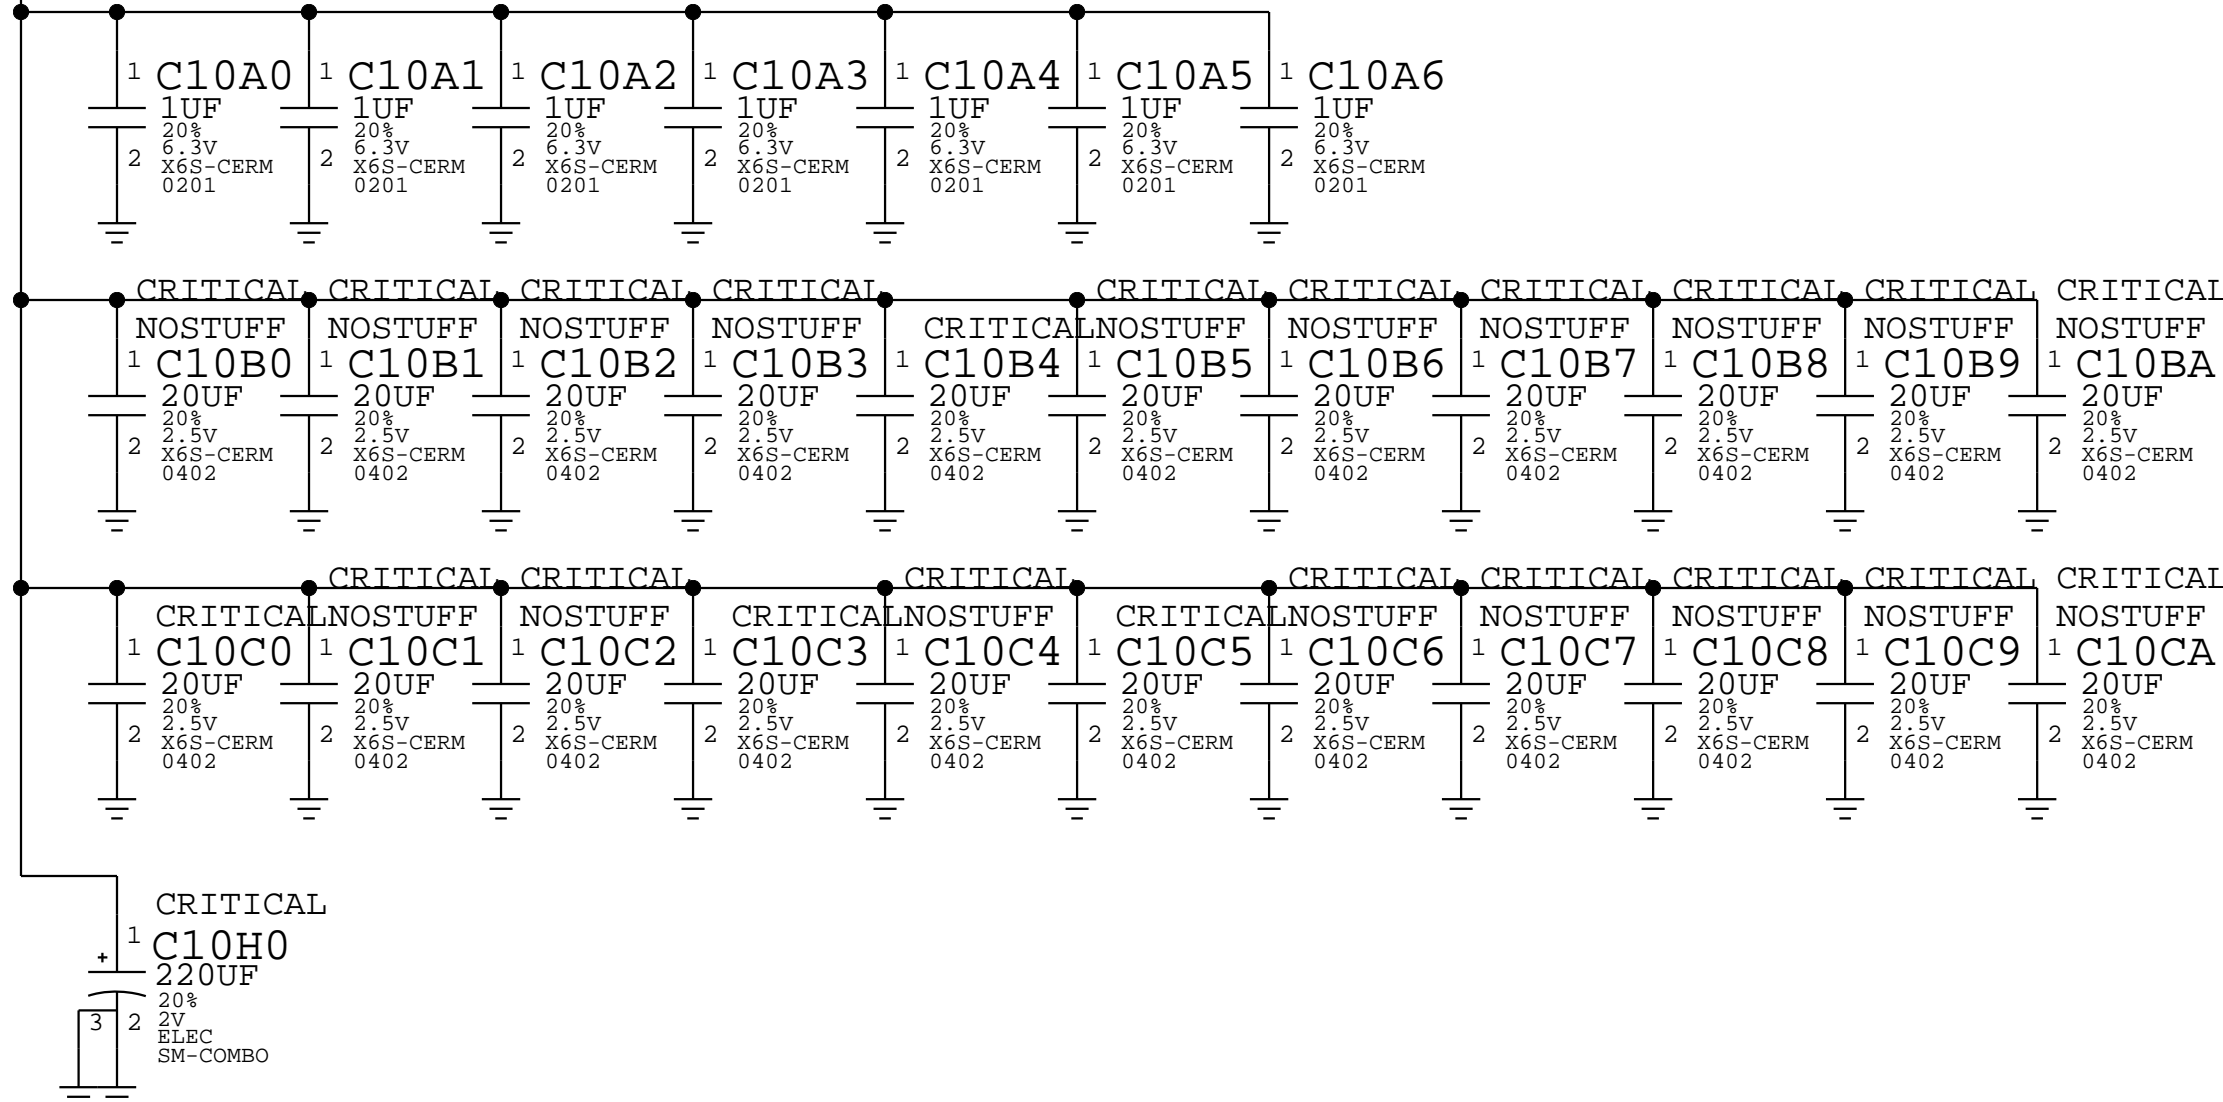 1 C10A0 1 C10A1 1 C10A2 1 C10A3 1 C10A4 1 C10A5 1 C10A6
1UF 1UF 1UF 1UF 1UF 1UF 1UF
20% 20% 20% 20% 20% 20% 20%
6.3V 6.3V 6.3V 6.3V 6.3V 6.3V 6.3V
2 X6S-CERM 2 X6S-CERM 2 X6S-CERM 2 X6S-CERM 2 X6S-CERM 2 X6S-CERM 2 X6S-CERM
0201 0201 0201 0201 0201 0201 0201
CRITICAL CRITICAL CRITICAL CRITICAL CRITICAL CRITICAL CRITICAL CRITICAL CRITICAL CRITICAL
NOSTUFF NOSTUFF NOSTUFF NOSTUFF CRITICAL NOSTUFF NOSTUFF NOSTUFF NOSTUFF NOSTUFF NOSTUFF
1 C10B0 1 C10B1 1 C10B2 1 C10B3 1 C10B4 1 C10B5 1 C10B6 1 C10B7 1 C10B8 1 C10B9 1 C10BA
20UF 20UF 20UF 20UF 20UF 20UF 20UF 20UF 20UF 20UF 20UF
20% 20% 20% 20% 20% 20% 20% 20% 20% 20% 20%
2.5V 2.5V 2.5V 2.5V 2.5V 2.5V 2.5V 2.5V 2.5V 2.5V 2.5V
2 X6S-CERM 2 X6S-CERM 2 X6S-CERM 2 X6S-CERM 2 X6S-CERM 2 X6S-CERM 2 X6S-CERM 2 X6S-CERM 2 X6S-CERM 2 X6S-CERM 2 X6S-CERM
0402 0402 0402 0402 0402 0402 0402 0402 0402 0402 0402
CRITICAL CRITICAL CRITICAL CRITICAL CRITICAL CRITICAL CRITICAL CRITICAL
CRITICAL NOSTUFF NOSTUFF CRITICAL NOSTUFF CRITICAL NOSTUFF NOSTUFF NOSTUFF NOSTUFF NOSTUFF
1 C10C0 1 C10C1 1 C10C2 1 C10C3 1 C10C4 1 C10C5 1 C10C6 1 C10C7 1 C10C8 1 C10C9 1 C10CA
20UF 20UF 20UF 20UF 20UF 20UF 20UF 20UF 20UF 20UF 20UF
20% 20% 20% 20% 20% 20% 20% 20% 20% 20% 20%
2.5V 2.5V 2.5V 2.5V 2.5V 2.5V 2.5V 2.5V 2.5V 2.5V 2.5V
2 X6S-CERM 2 X6S-CERM 2 X6S-CERM 2 X6S-CERM 2 X6S-CERM 2 X6S-CERM 2 X6S-CERM 2 X6S-CERM 2 X6S-CERM 2 X6S-CERM 2 X6S-CERM
0402 0402 0402 0402 0402 0402 0402 0402 0402 0402 0402
CRITICAL
1 C10H0
+ 220UF
20%
3 2 2V
ELEC
SM-COMBO